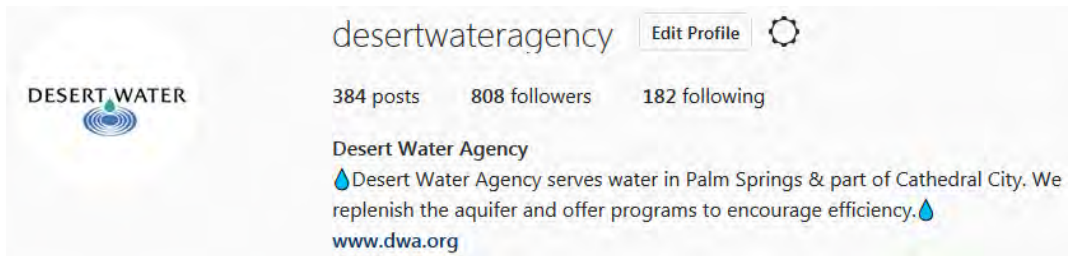 desertwateragency Edit Profile
DESERT WATER
384 posts 808 followers 182 following
Desert Water Agency
💧Desert Water Agency serves water in Palm Springs & part of Cathedral City. We
replenish the aquifer and offer programs to encourage efficiency.💧
www.dwa.org